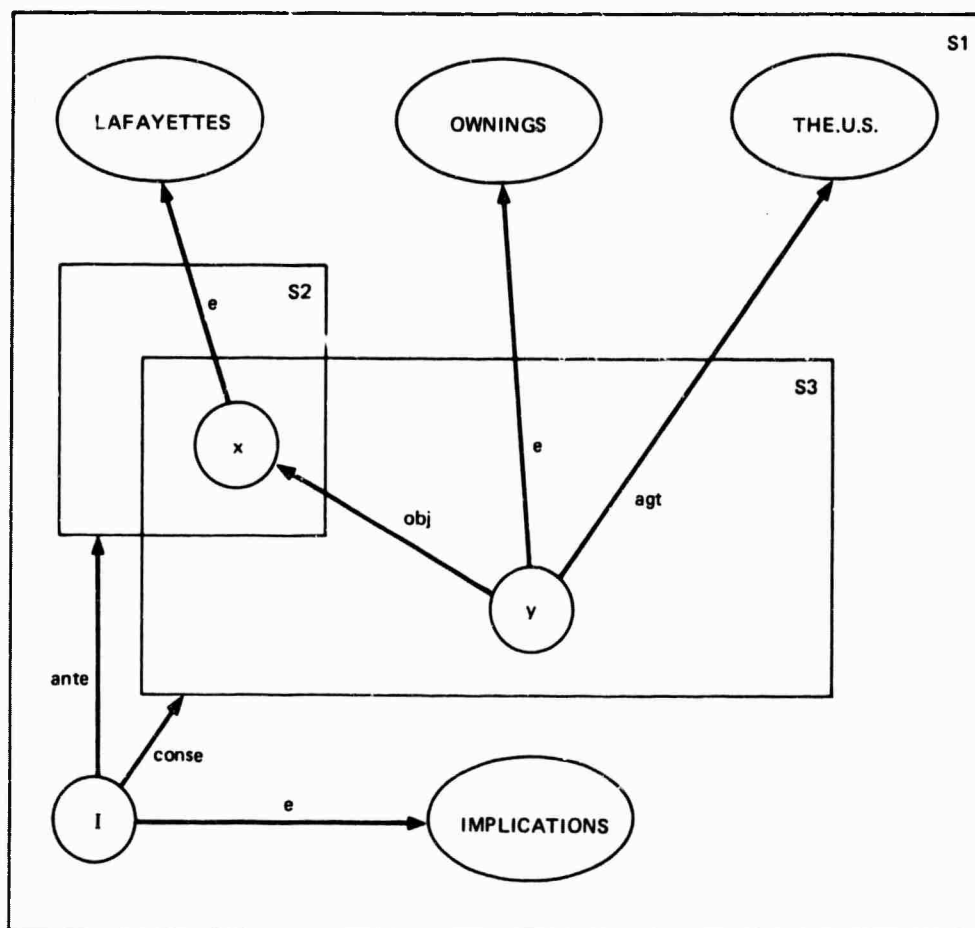 S1
LAFAYETTES
OWNINGS
THE.U.S.
S2
e
S3
x
e
agt
obj
y
ante
conse
I
e
IMPLICATIONS